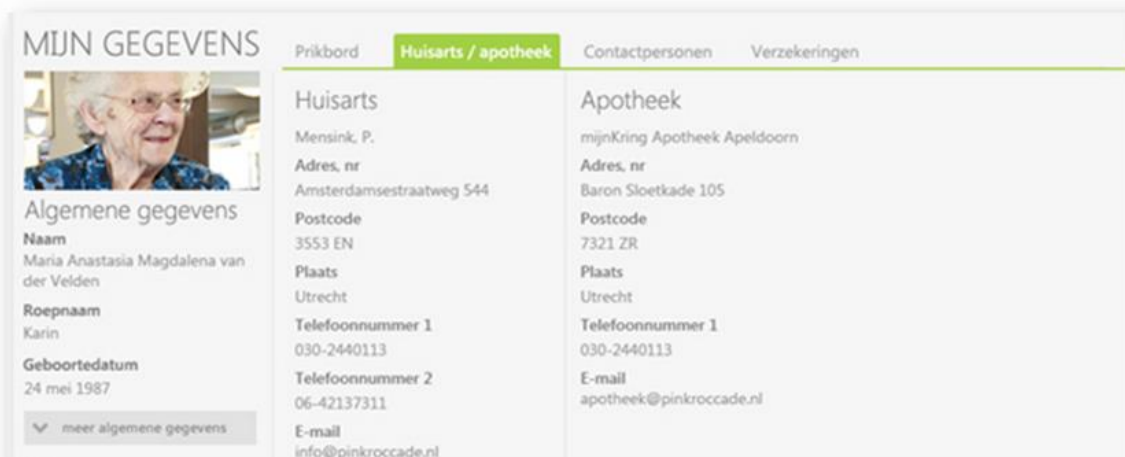 MIJN GEGEVENS
Prikbord
Huisarts / apotheek
Contactpersonen
Verzekeringen
Algemene gegevens
Naam
Maria Anastasia Magdalena van
der Velden
Roepnaam
Karin
Geboortedatum
24 mei 1987
meer algemene gegevens
Huisarts
Mensink, P.
Adres, nr
Amsterdamsestraatweg 544
Postcode
3553 EN
Plaats
Utrecht
Telefoonnummer 1
030-2440113
Telefoonnummer 2
06-42137311
E-mail
info@pinkroccade.nl
Apotheek
mijnKring Apotheek Apeldoorn
Adres, nr
Baron Sloetkade 105
Postcode
7321 ZR
Plaats
Utrecht
Telefoonnummer 1
030-2440113
E-mail
apotheek@pinkroccade.nl